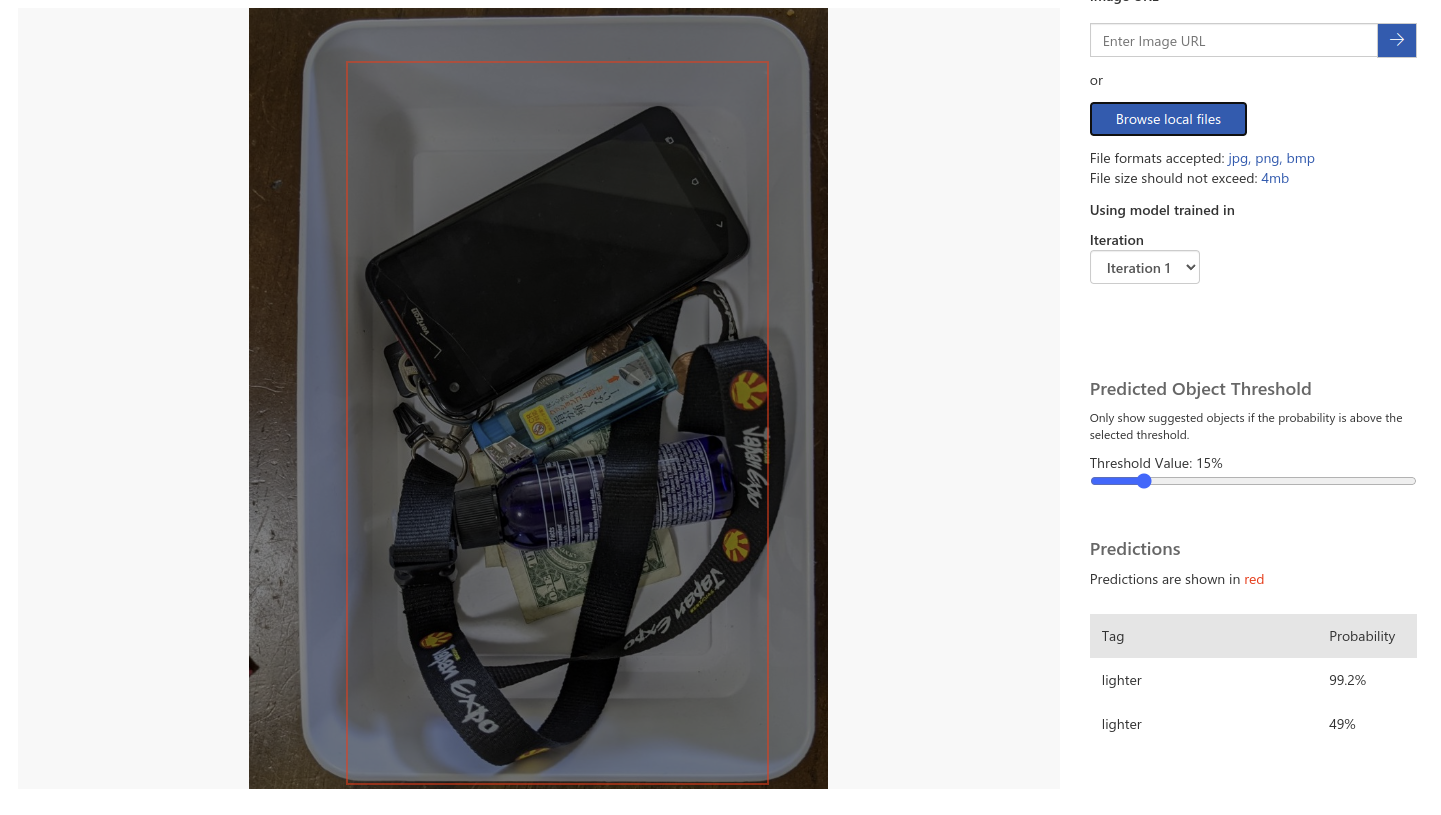 Image URL
Enter Image URL
or
Browse local files
File formats accepted: jpg, png, bmp
File size should not exceed: 4mb
Using model trained in
Iteration
Iteration 1
Predicted Object Threshold
Only show suggested objects if the probability is above the
selected threshold.
Threshold Value: 15%
Predictions
Predictions are shown in red
Tag Probability
lighter 99.2%
lighter 49%
verizon
Japan Expo
Japan Expo
Japan Expo